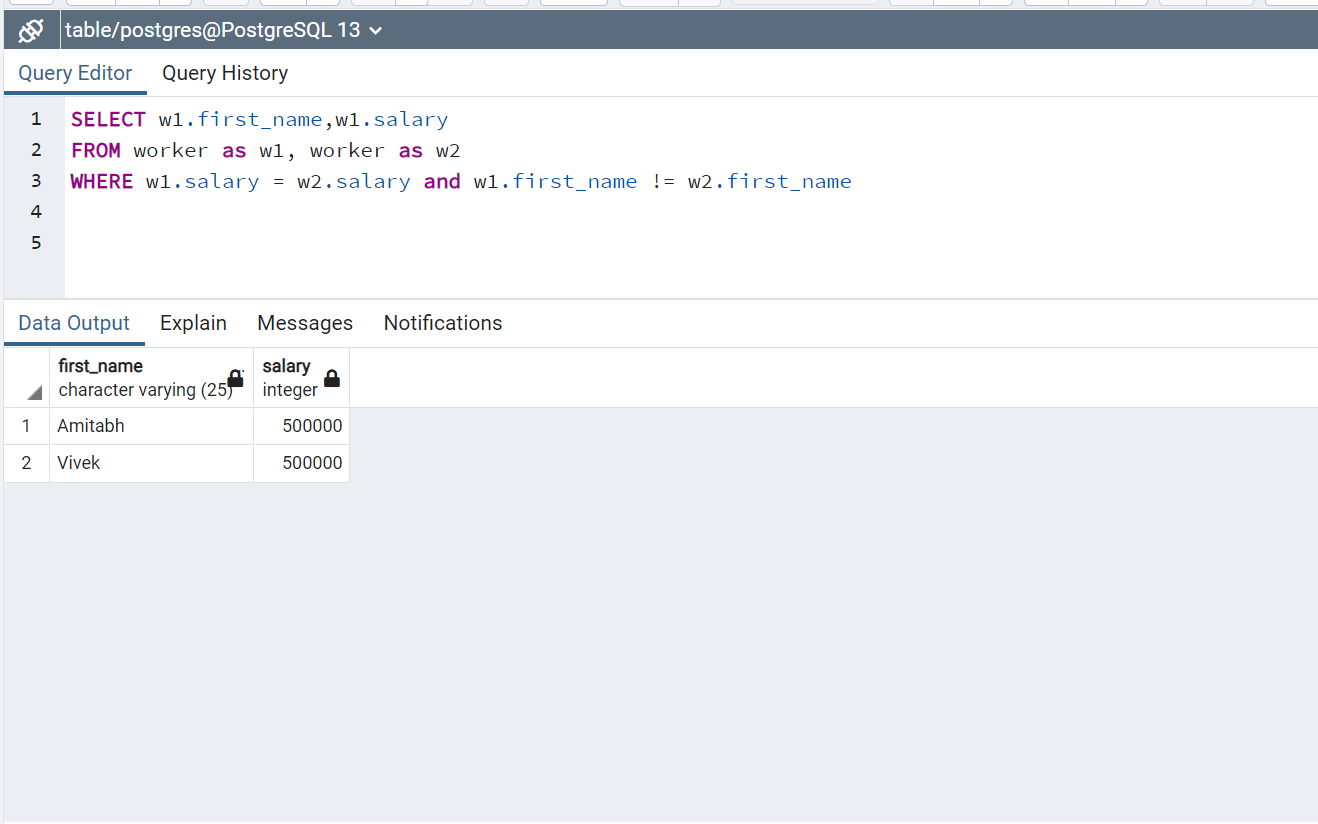 table/postgres@PostgreSQL 13
Query Editor Query History
1 SELECT w1.first_name,w1.salary
2 FROM worker as w1, worker as w2
3 WHERE w1.salary = w2.salary and w1.first_name != w2.first_name
4
5
Data Output Explain Messages Notifications
first_name salary
character varying (25) integer
1 Amitabh 500000
2 Vivek 500000